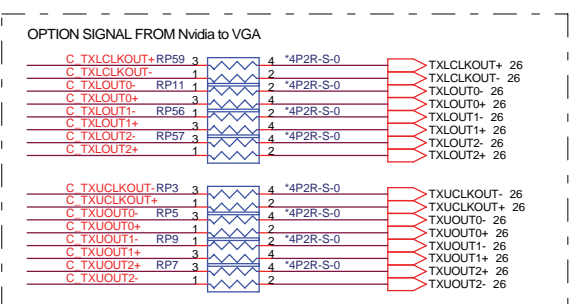 OPTION SIGNAL FROM Nvidia to VGA
C_TXLCLKOUT+ RP59 3 4 *4P2R-S-0 TXLCLKOUT+ 26
C_TXLCLKOUT- 1 2 TXLCLKOUT- 26
C_TXLOUT0- RP11 1 2 *4P2R-S-0 TXLOUT0- 26
C_TXLOUT0+ 3 4 TXLOUT0+ 26
C_TXLOUT1- RP56 1 2 *4P2R-S-0 TXLOUT1- 26
C_TXLOUT1+ 3 4 TXLOUT1+ 26
C_TXLOUT2- RP57 3 4 *4P2R-S-0 TXLOUT2- 26
C_TXLOUT2+ 1 2 TXLOUT2+ 26
C_TXUCLKOUT- RP3 3 4 *4P2R-S-0 TXUCLKOUT- 26
C_TXUCLKOUT+ 1 2 TXUCLKOUT+ 26
C_TXUOUT0- RP5 3 4 *4P2R-S-0 TXUOUT0- 26
C_TXUOUT0+ 1 2 TXUOUT0+ 26
C_TXUOUT1- RP9 1 2 *4P2R-S-0 TXUOUT1- 26
C_TXUOUT1+ 3 4 TXUOUT1+ 26
C_TXUOUT2+ RP7 3 4 *4P2R-S-0 TXUOUT2+ 26
C_TXUOUT2- 1 2 TXUOUT2- 26